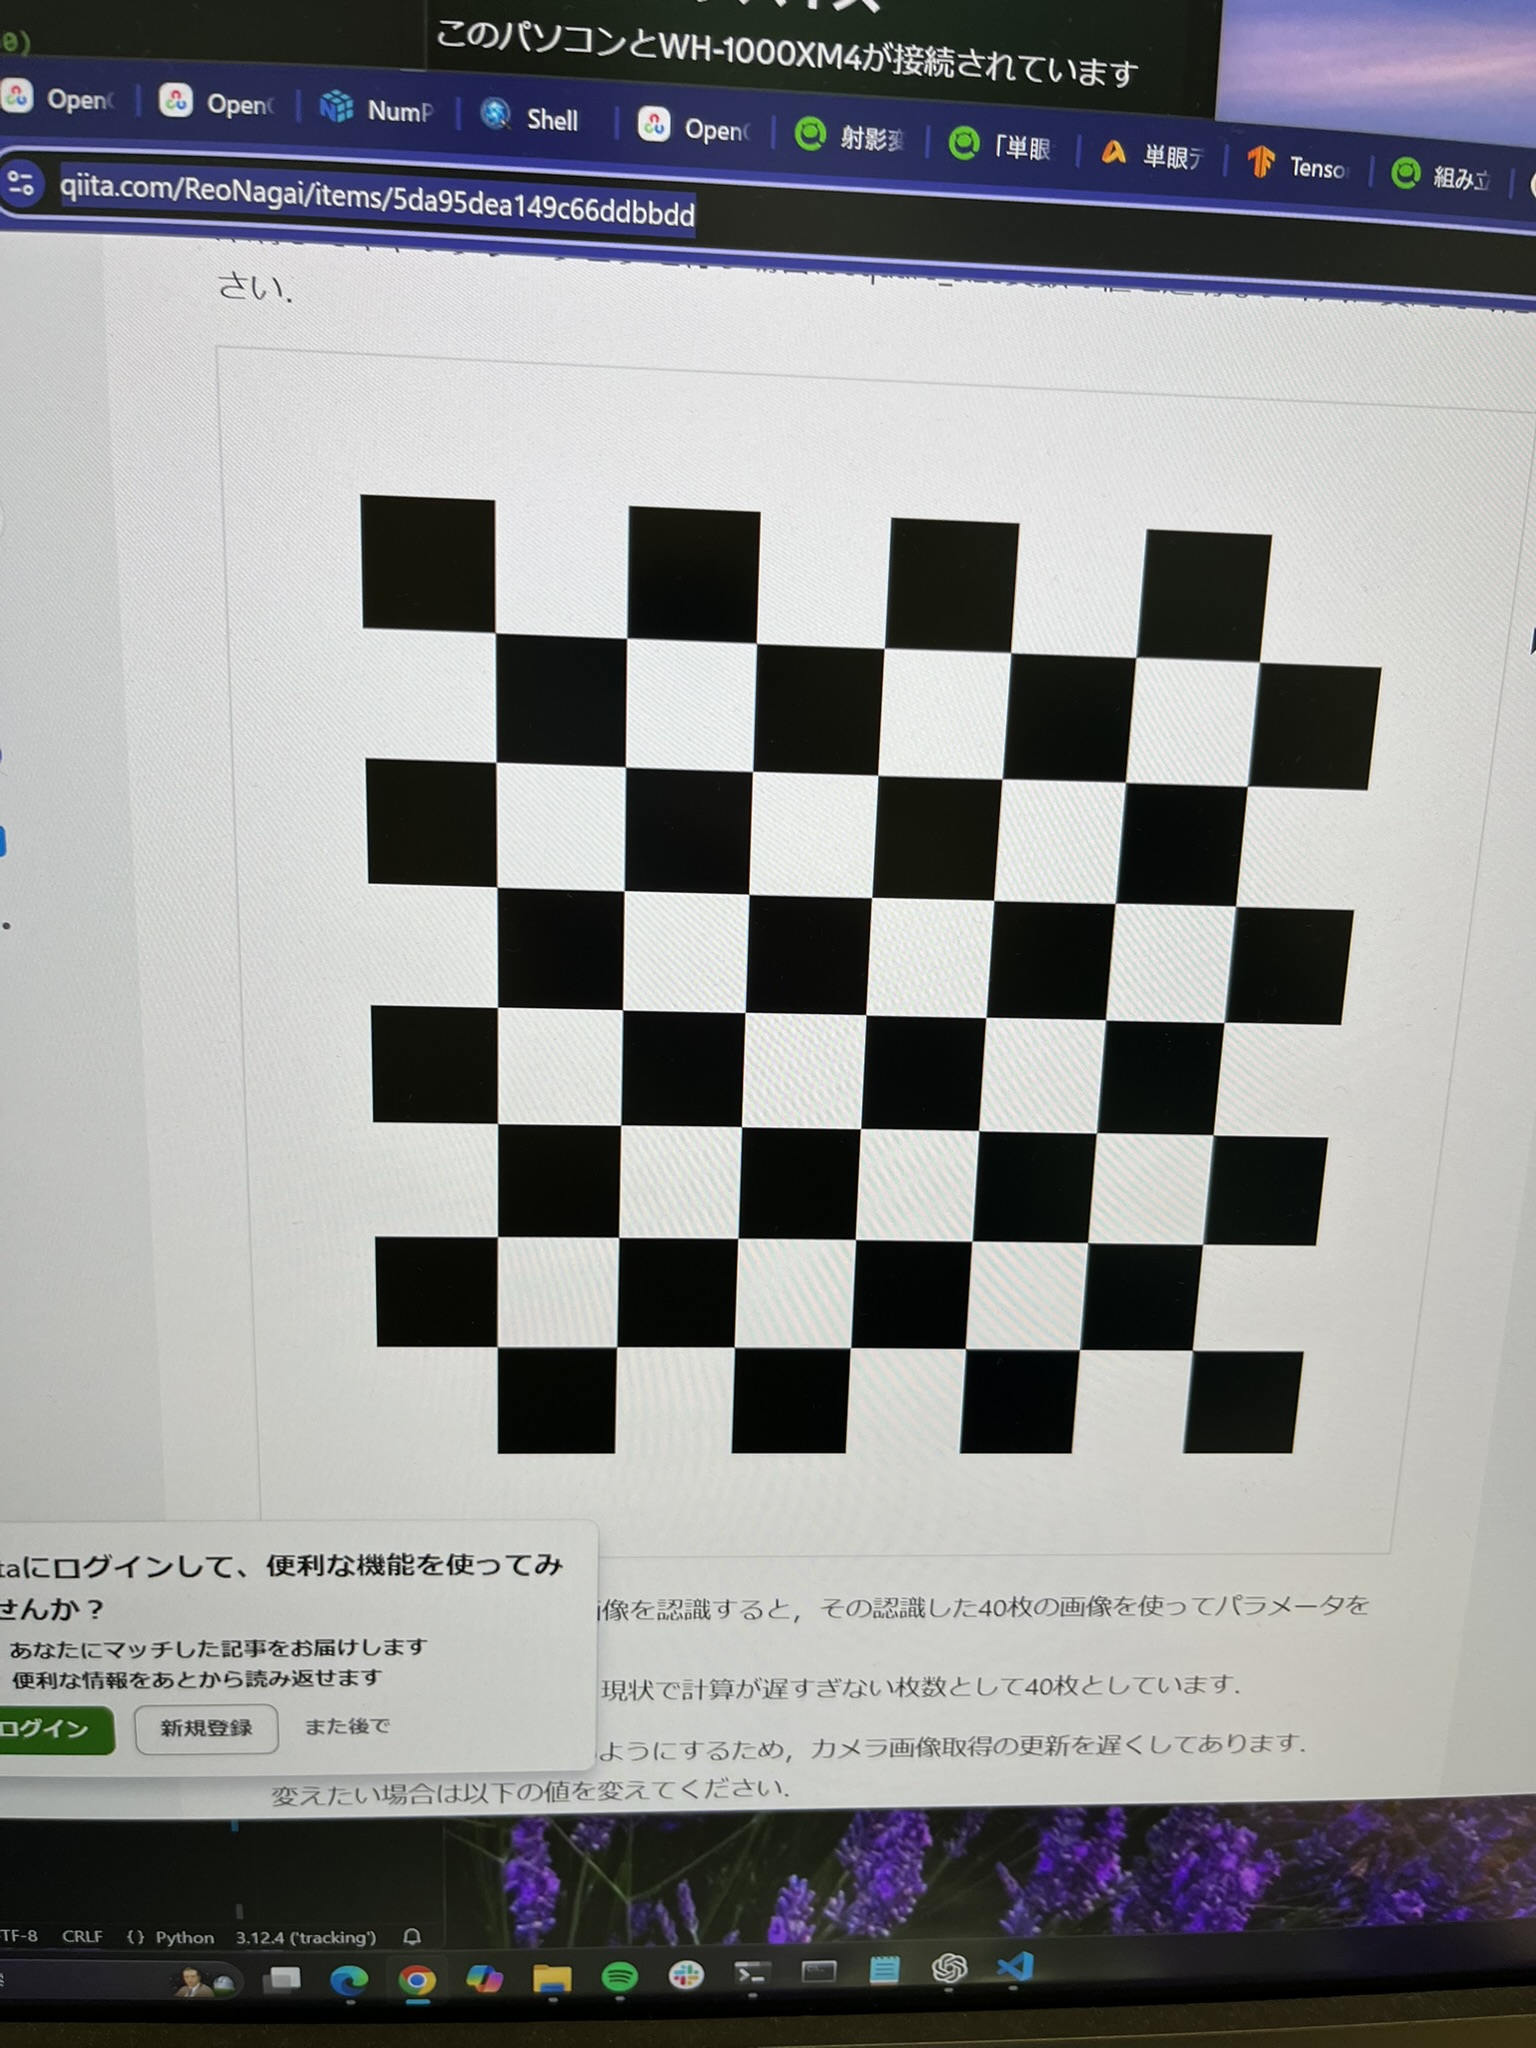 このパソコンとWH-1000XM4が接続されています
Open
Open
NumP
Shell
Open
射影変
「単眼
単眼デ
Tenso
組み立
qiita.com/ReoNagai/items/5da95dea149c66ddbbdd
さい.
taにログインして、便利な機能を使ってみ
せんか？
あなたにマッチした記事をお届けします
便利な情報をあとから読み返せます
ログイン
新規登録
また後で
像を認識すると，その認識した40枚の画像を使ってパラメータを
現状で計算が遅すぎない枚数として40枚としています.
ようにするため，カメラ画像取得の更新を遅くしてあります.
変えたい場合は以下の値を変えてください.
TF-8
CRLF
{} Python
3.12.4 ('tracking')